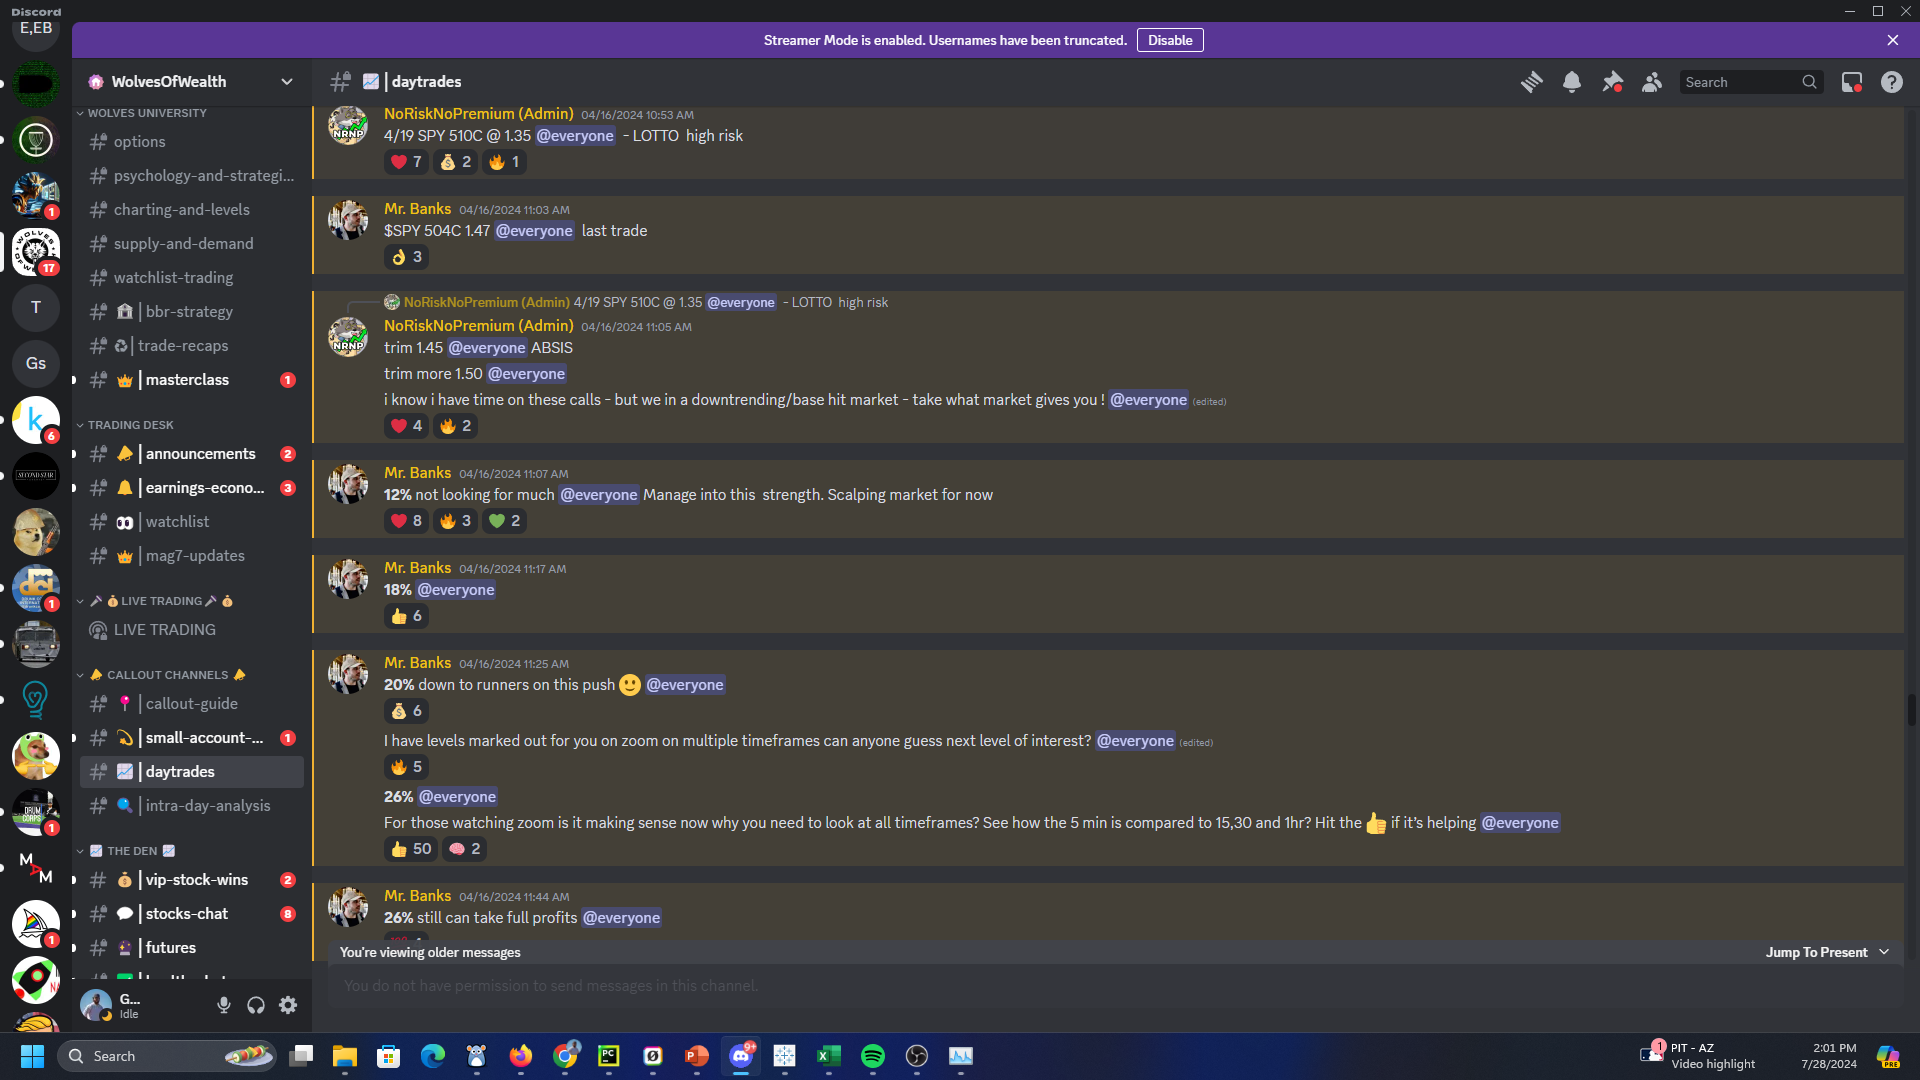 Discord
Streamer Mode is enabled. Usernames have been truncated. Disable
E,EB
T
Gs
WolvesOfWealth
WOLVES UNIVERSITY
options
psychology-and-strategi...
charting-and-levels
supply-and-demand
watchlist-trading
bbr-strategy
trade-recaps
masterclass 1
TRADING DESK
announcements 2
earnings-econo... 3
watchlist
mag7-updates
LIVE TRADING
LIVE TRADING
CALLOUT CHANNELS
callout-guide
small-account-... 1
daytrades
intra-day-analysis
THE DEN
vip-stock-wins 2
stocks-chat 8
futures
G...
Idle
daytrades
Search
NoRiskNoPremium (Admin) 04/16/2024 10:53 AM
4/19 SPY 510C @ 1.35 @everyone - LOTTO high risk
7 2 1
Mr. Banks 04/16/2024 11:03 AM
$SPY 504C 1.47 @everyone last trade
3
NoRiskNoPremium (Admin) 4/19 SPY 510C @ 1.35 @everyone - LOTTO high risk
NoRiskNoPremium (Admin) 04/16/2024 11:05 AM
trim 1.45 @everyone ABSIS
trim more 1.50 @everyone
i know i have time on these calls - but we in a downtrending/base hit market - take what market gives you ! @everyone (edited)
4 2
Mr. Banks 04/16/2024 11:07 AM
12% not looking for much @everyone Manage into this strength. Scalping market for now
8 3 2
Mr. Banks 04/16/2024 11:17 AM
18% @everyone
6
Mr. Banks 04/16/2024 11:25 AM
20% down to runners on this push @everyone
6
I have levels marked out for you on zoom on multiple timeframes can anyone guess next level of interest? @everyone (edited)
5
26% @everyone
For those watching zoom is it making sense now why you need to look at all timeframes? See how the 5 min is compared to 15,30 and 1hr? Hit the if it's helping @everyone
50 2
Mr. Banks 04/16/2024 11:44 AM
26% still can take full profits @everyone
You're viewing older messages Jump To Present
You do not have permission to send messages in this channel.
Search
PIT - AZ
Video highlight
2:01 PM
7/28/2024